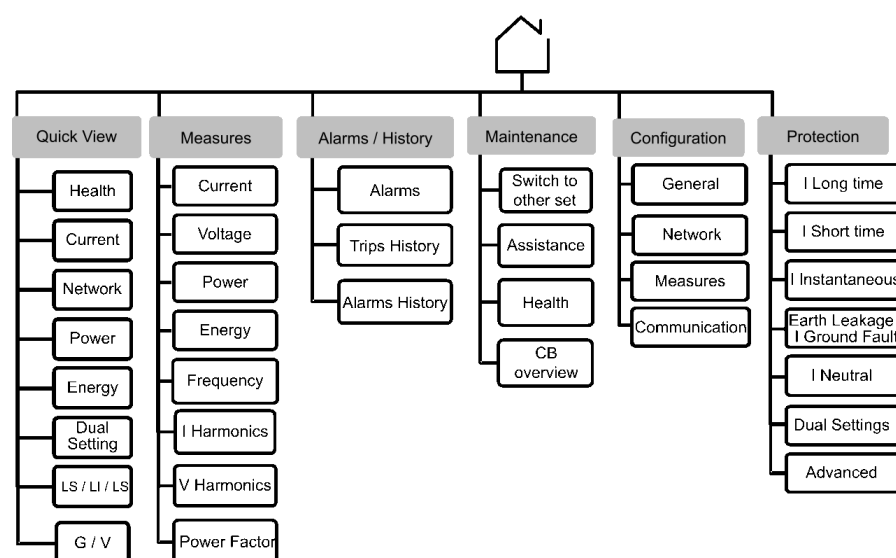 Quick View
Health
Current
Network
Power
Energy
Dual
Setting
LS / LI / LS
G / V
Measures
Current
Voltage
Power
Energy
Frequency
I Harmonics
V Harmonics
Power Factor
Alarms / History
Alarms
Trips History
Alarms History
Maintenance
Switch to
other set
Assistance
Health
CB
overview
Configuration
General
Network
Measures
Communication
Protection
I Long time
I Short time
I Instantaneous
Earth Leakage
I Ground Fault
I Neutral
Dual Settings
Advanced